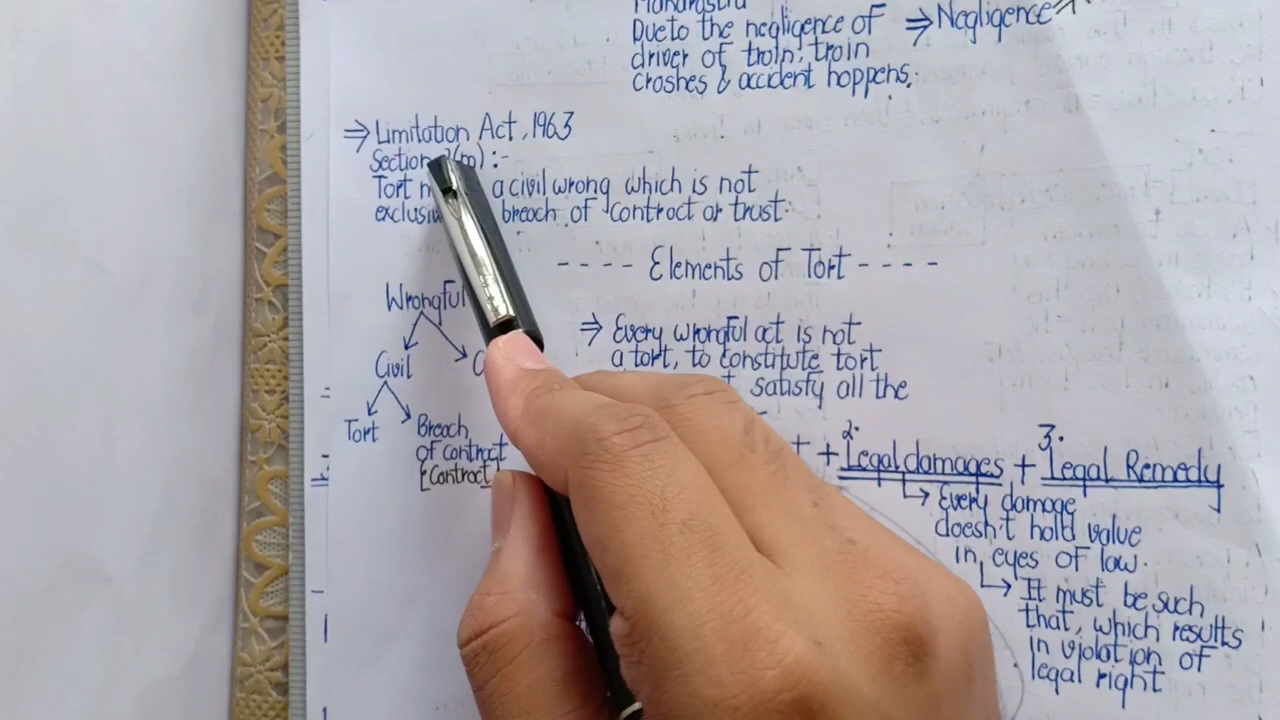 Due to the negligence of ⇒ Negligence
driver of train, train
crashes & accident happens.
⇒ Limitation Act, 1963
Section (m) :-
Tort a civil wrong which is not
breach of contract or trust.
---- Elements of Tort ----
Wrongful
Civil
Tort
Breach
of contract
[Contract]
⇒ Every wrongful act is not
a tort, to constitute tort
satisfy all the
+ 2. Legal damages + 3. Legal Remedy
Every damage
doesn't hold value
in eyes of law.
It must be such
that, which results
in violation of
legal right